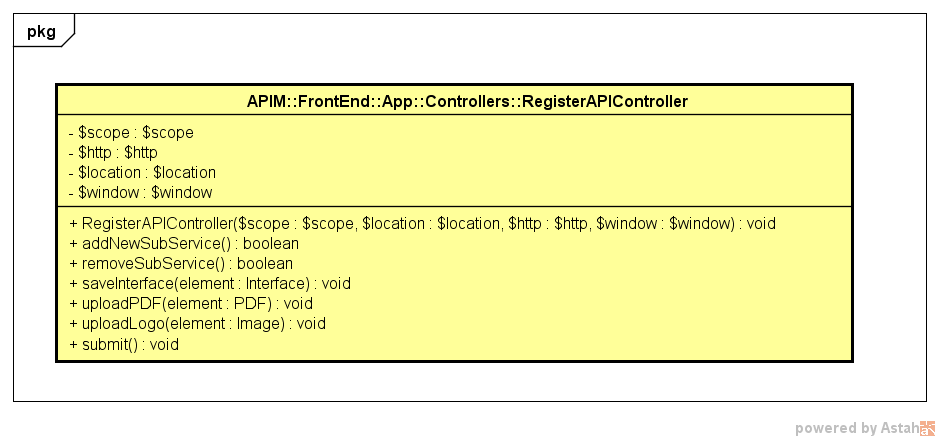 pkg
APIM::FrontEnd::App::Controllers::RegisterAPIController
- $scope : $scope
- $http : $http
- $location : $location
- $window : $window
+ RegisterAPIController($scope : $scope, $location : $location, $http : $http, $window : $window) : void
+ addNewSubService() : boolean
+ removeSubService() : boolean
+ saveInterface(element : Interface) : void
+ uploadPDF(element : PDF) : void
+ uploadLogo(element : Image) : void
+ submit() : void
powered by Astah